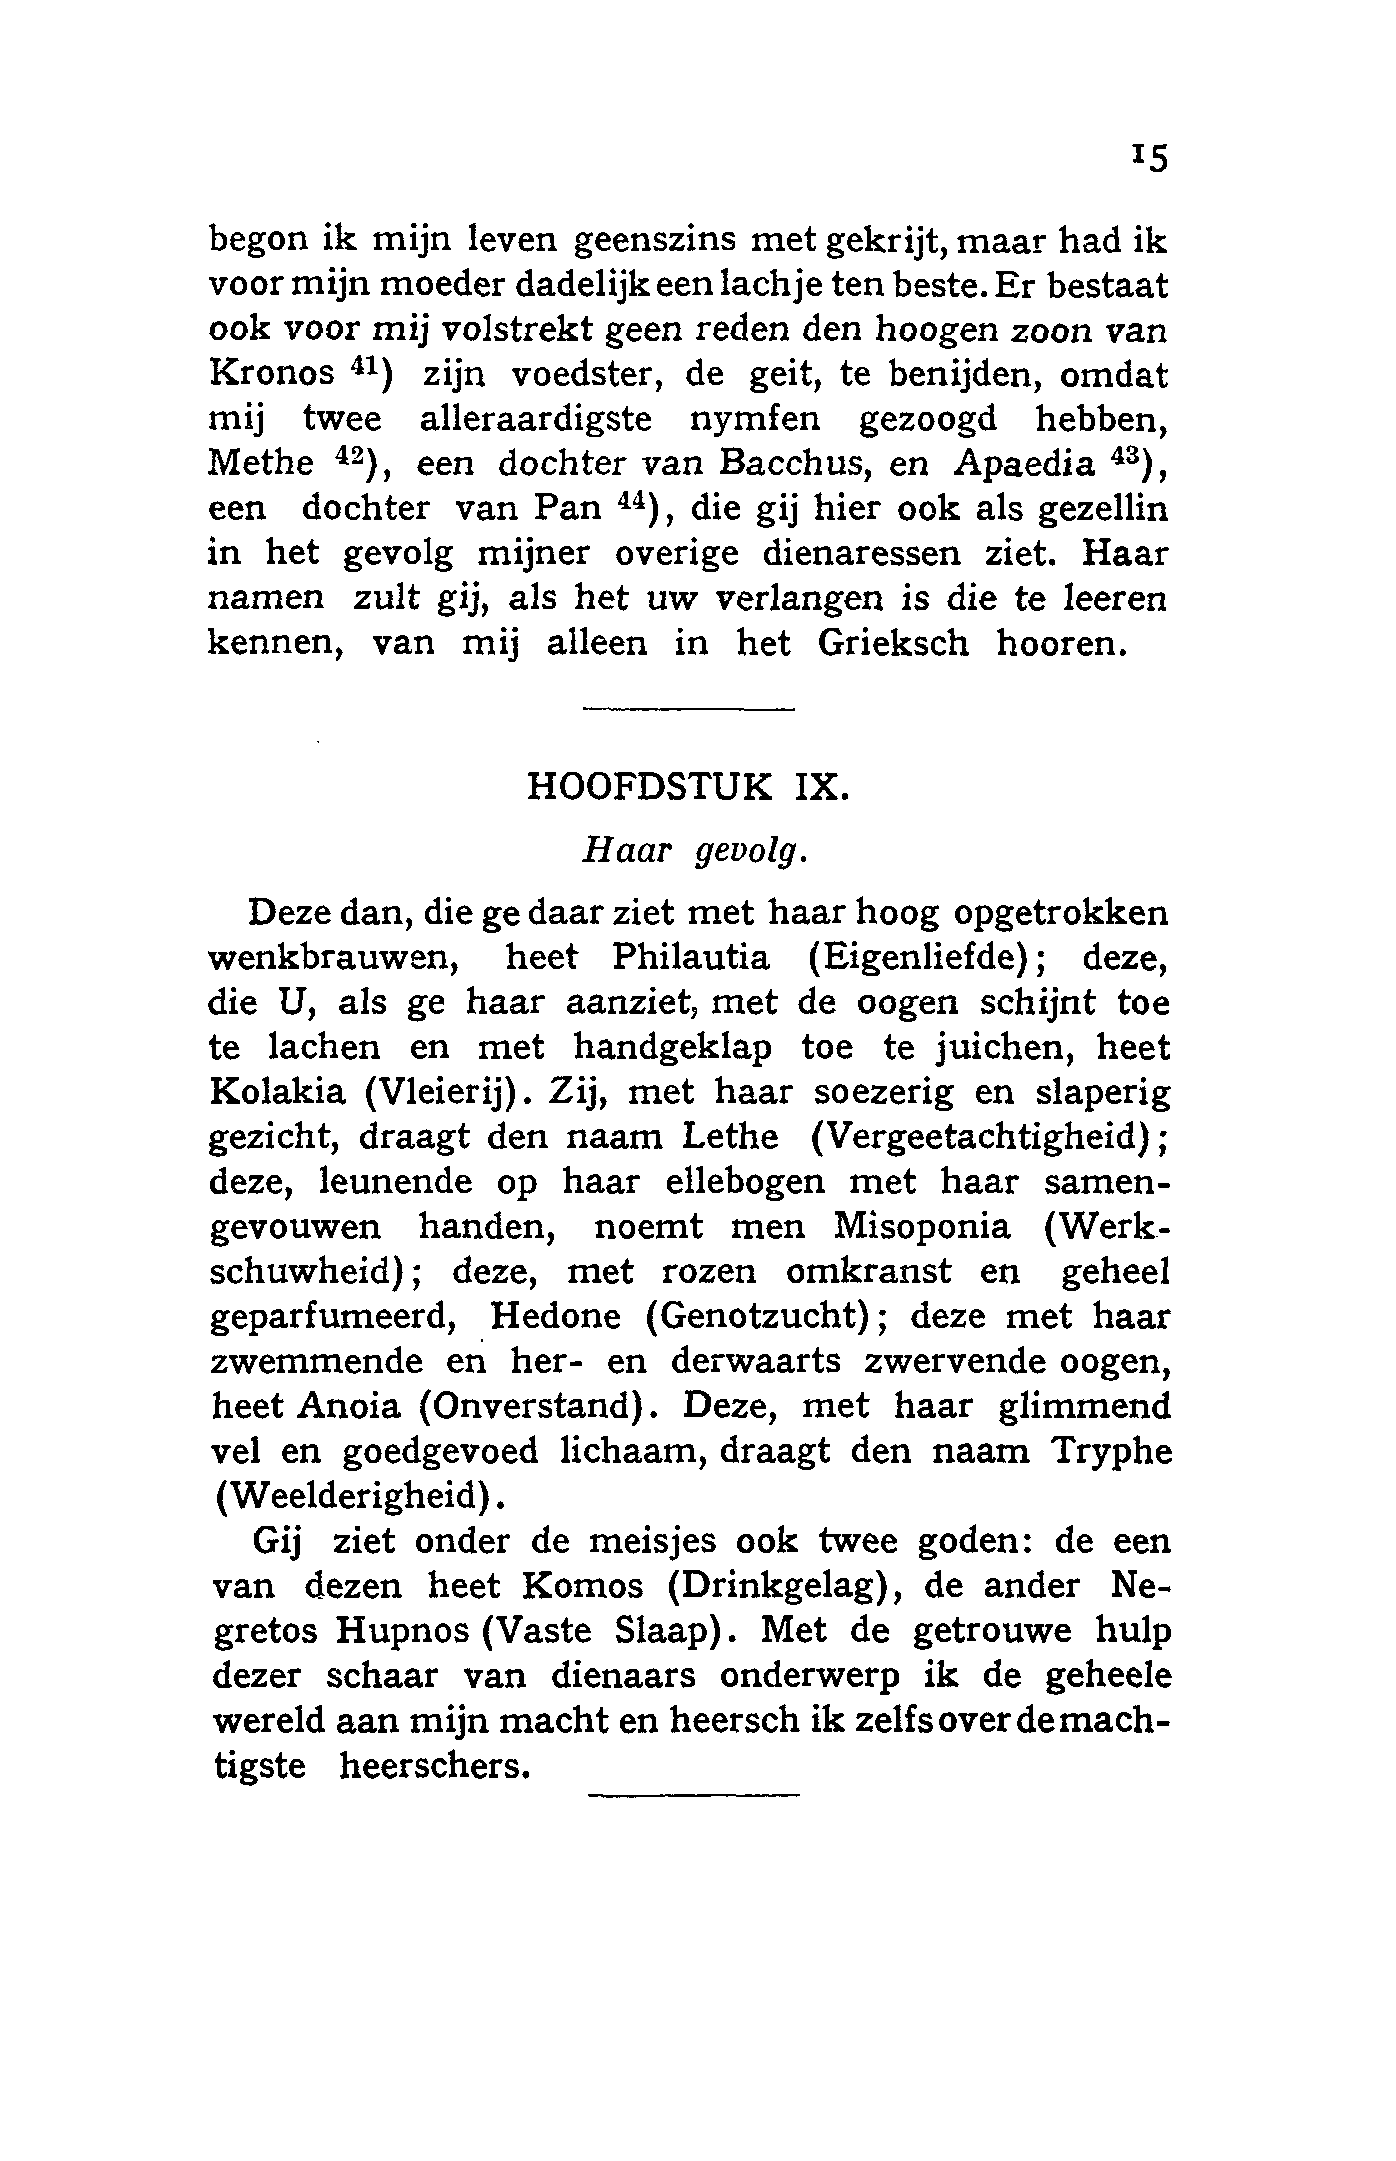 15
begon ik mijn leven geenszins met gekrijt, maar had ik
voor mijn moeder dadelijk een lachje ten beste. Er bestaat
ook voor mij volstrekt geen reden den hoogen zoon van
Kronos ⁴¹) zijn voedster, de geit, te benijden, omdat
mij twee alleraardigste nymfen gezoogd hebben,
Methe ⁴²), een dochter van Bacchus, en Apaedia ⁴³),
een dochter van Pan ⁴⁴), die gij hier ook als gezellin
in het gevolg mijner overige dienaressen ziet. Haar
namen zult gij, als het uw verlangen is die te leeren
kennen, van mij alleen in het Grieksch hooren.
HOOFDSTUK IX.
Haar gevolg.
Deze dan, die ge daar ziet met haar hoog opgetrokken
wenkbrauwen, heet Philautia (Eigenliefde); deze,
die U, als ge haar aanziet, met de oogen schijnt toe
te lachen en met handgeklap toe te juichen, heet
Kolakia (Vleierij). Zij, met haar soezerig en slaperig
gezicht, draagt den naam Lethe (Vergeetachtigheid);
deze, leunende op haar ellebogen met haar samen-
gevouwen handen, noemt men Misoponia (Werk-
schuwheid); deze, met rozen omkranst en geheel
geparfumeerd, Hedone (Genotzucht); deze met haar
zwemmende en her- en derwaarts zwervende oogen,
heet Anoia (Onverstand). Deze, met haar glimmend
vel en goedgevoed lichaam, draagt den naam Tryphe
(Weelderigheid).
Gij ziet onder de meisjes ook twee goden: de een
van dezen heet Komos (Drinkgelag), de ander Ne-
gretos Hupnos (Vaste Slaap). Met de getrouwe hulp
dezer schaar van dienaars onderwerp ik de geheele
wereld aan mijn macht en heersch ik zelfs over de mach-
tigste heerschers.